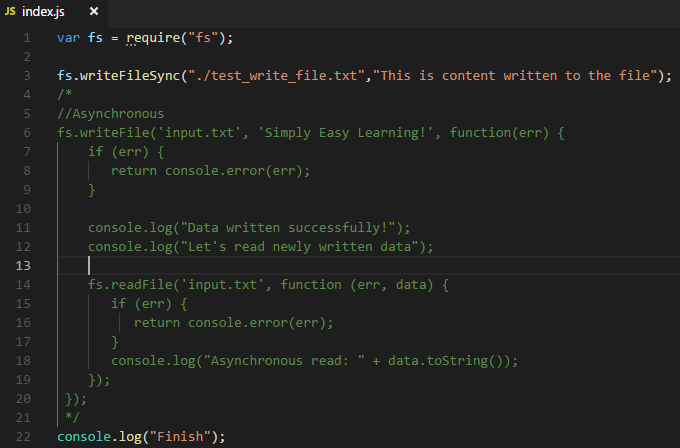 JS index.js ×
1 var fs = require("fs");
2
3 fs.writeFileSync("./test_write_file.txt","This is content written to the file");
4 /*
5 //Asynchronous
6 fs.writeFile('input.txt', 'Simply Easy Learning!', function(err) {
7     if (err) {
8        return console.error(err);
9     }
10
11     console.log("Data written successfully!");
12     console.log("Let's read newly written data");
13
14     fs.readFile('input.txt', function (err, data) {
15        if (err) {
16           return console.error(err);
17        }
18        console.log("Asynchronous read: " + data.toString());
19     });
20  });
21  */
22 console.log("Finish");